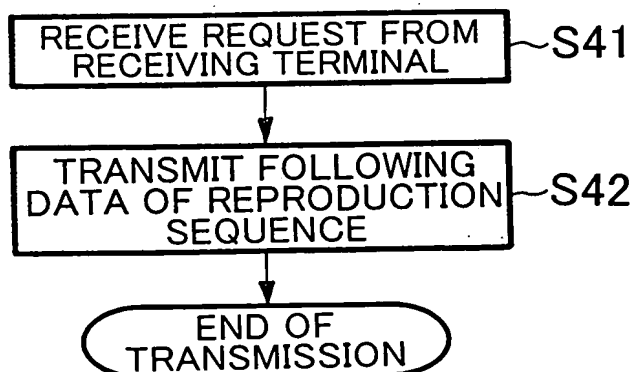 RECEIVE REQUEST FROM
RECEIVING TERMINAL
S41
TRANSMIT FOLLOWING
DATA OF REPRODUCTION
SEQUENCE
S42
END OF
TRANSMISSION